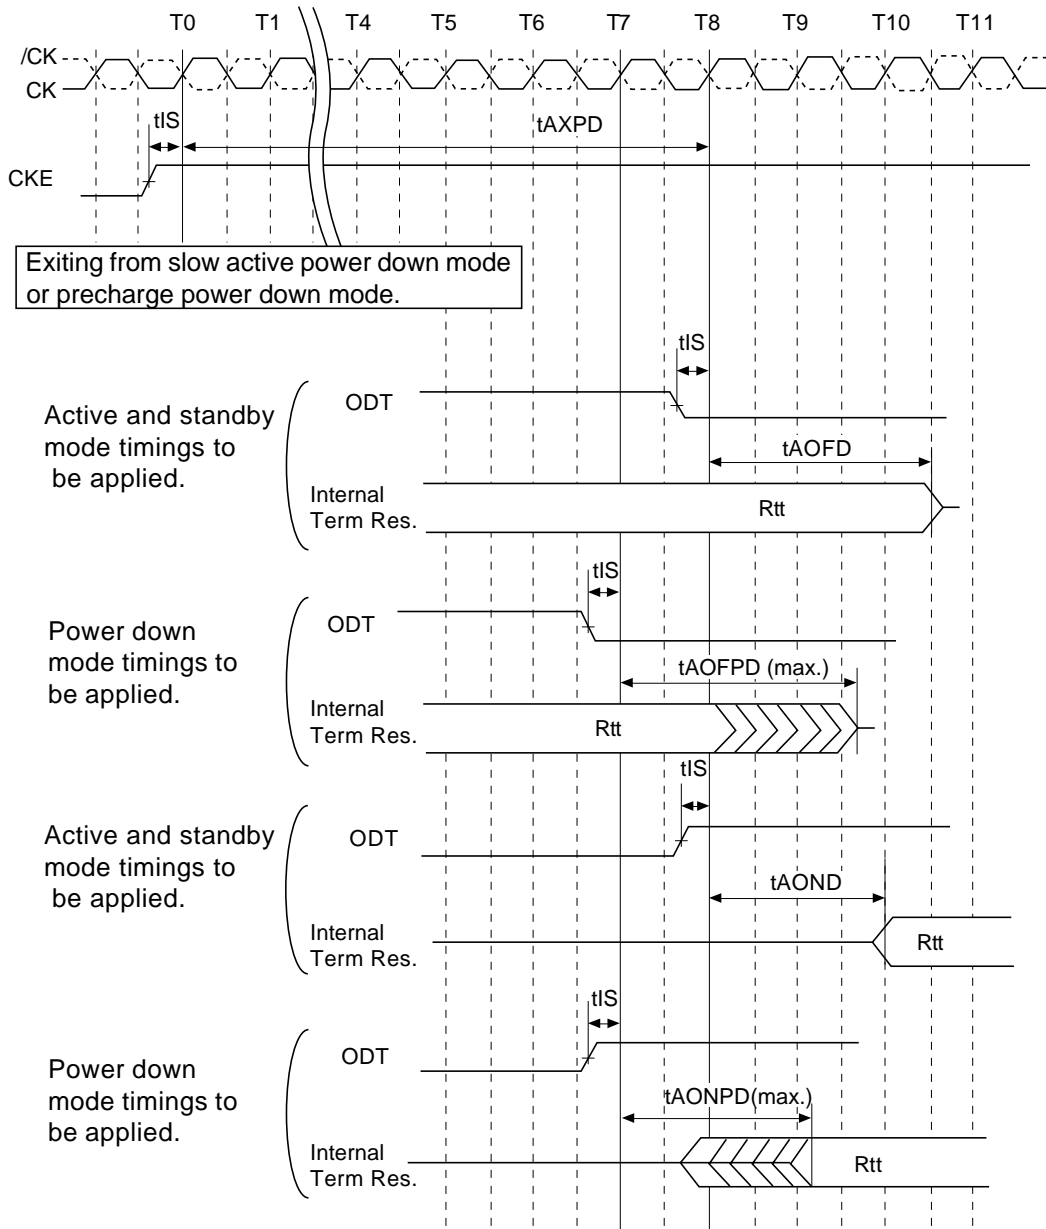 T0 T1 T4 T5 T6 T7 T8 T9 T10 T11
/CK
CK
tIS
tAXPD
CKE
Exiting from slow active power down mode
or precharge power down mode.
tIS
ODT
Active and standby
mode timings to
be applied.
tAOFD
Internal
Term Res.
Rtt
tIS
ODT
Power down
mode timings to
be applied.
tAOFPD (max.)
Internal
Term Res.
Rtt
tIS
ODT
Active and standby
mode timings to
be applied.
tAOND
Internal
Term Res.
Rtt
tIS
ODT
Power down
mode timings to
be applied.
tAONPD(max.)
Internal
Term Res.
Rtt